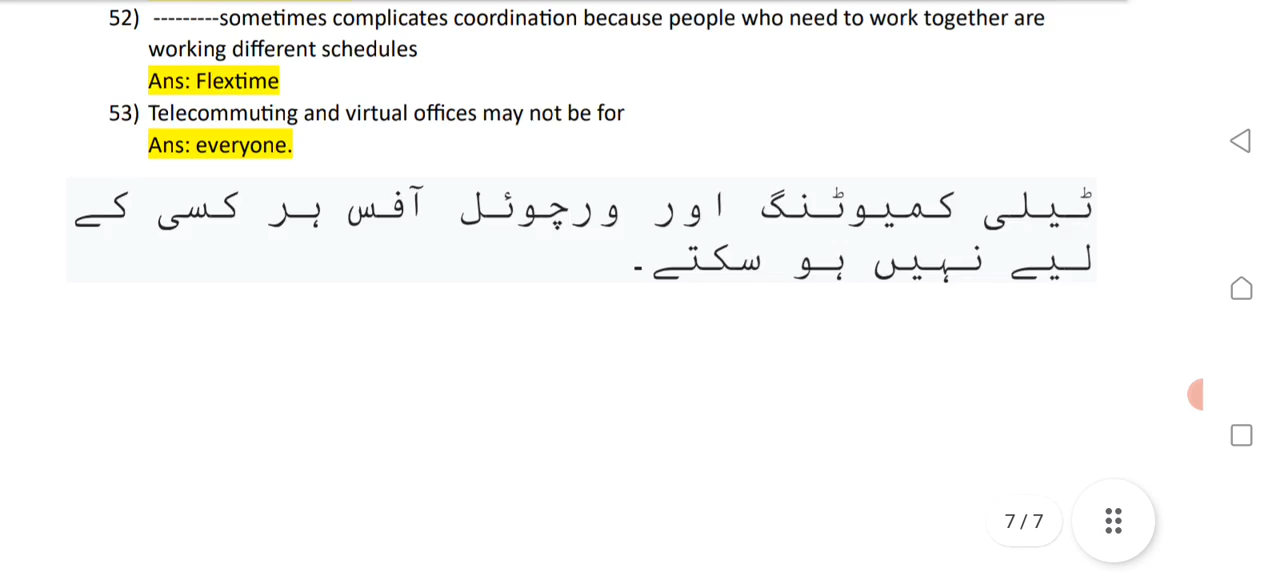 52) ---------sometimes complicates coordination because people who need to work together are
working different schedules
Ans: Flextime
53) Telecommuting and virtual offices may not be for
Ans: everyone.
ٹیلی کمیوٹنگ اور ورچوئل آفس ہر کسی کے
لیے نہیں ہو سکتے۔
7 / 7